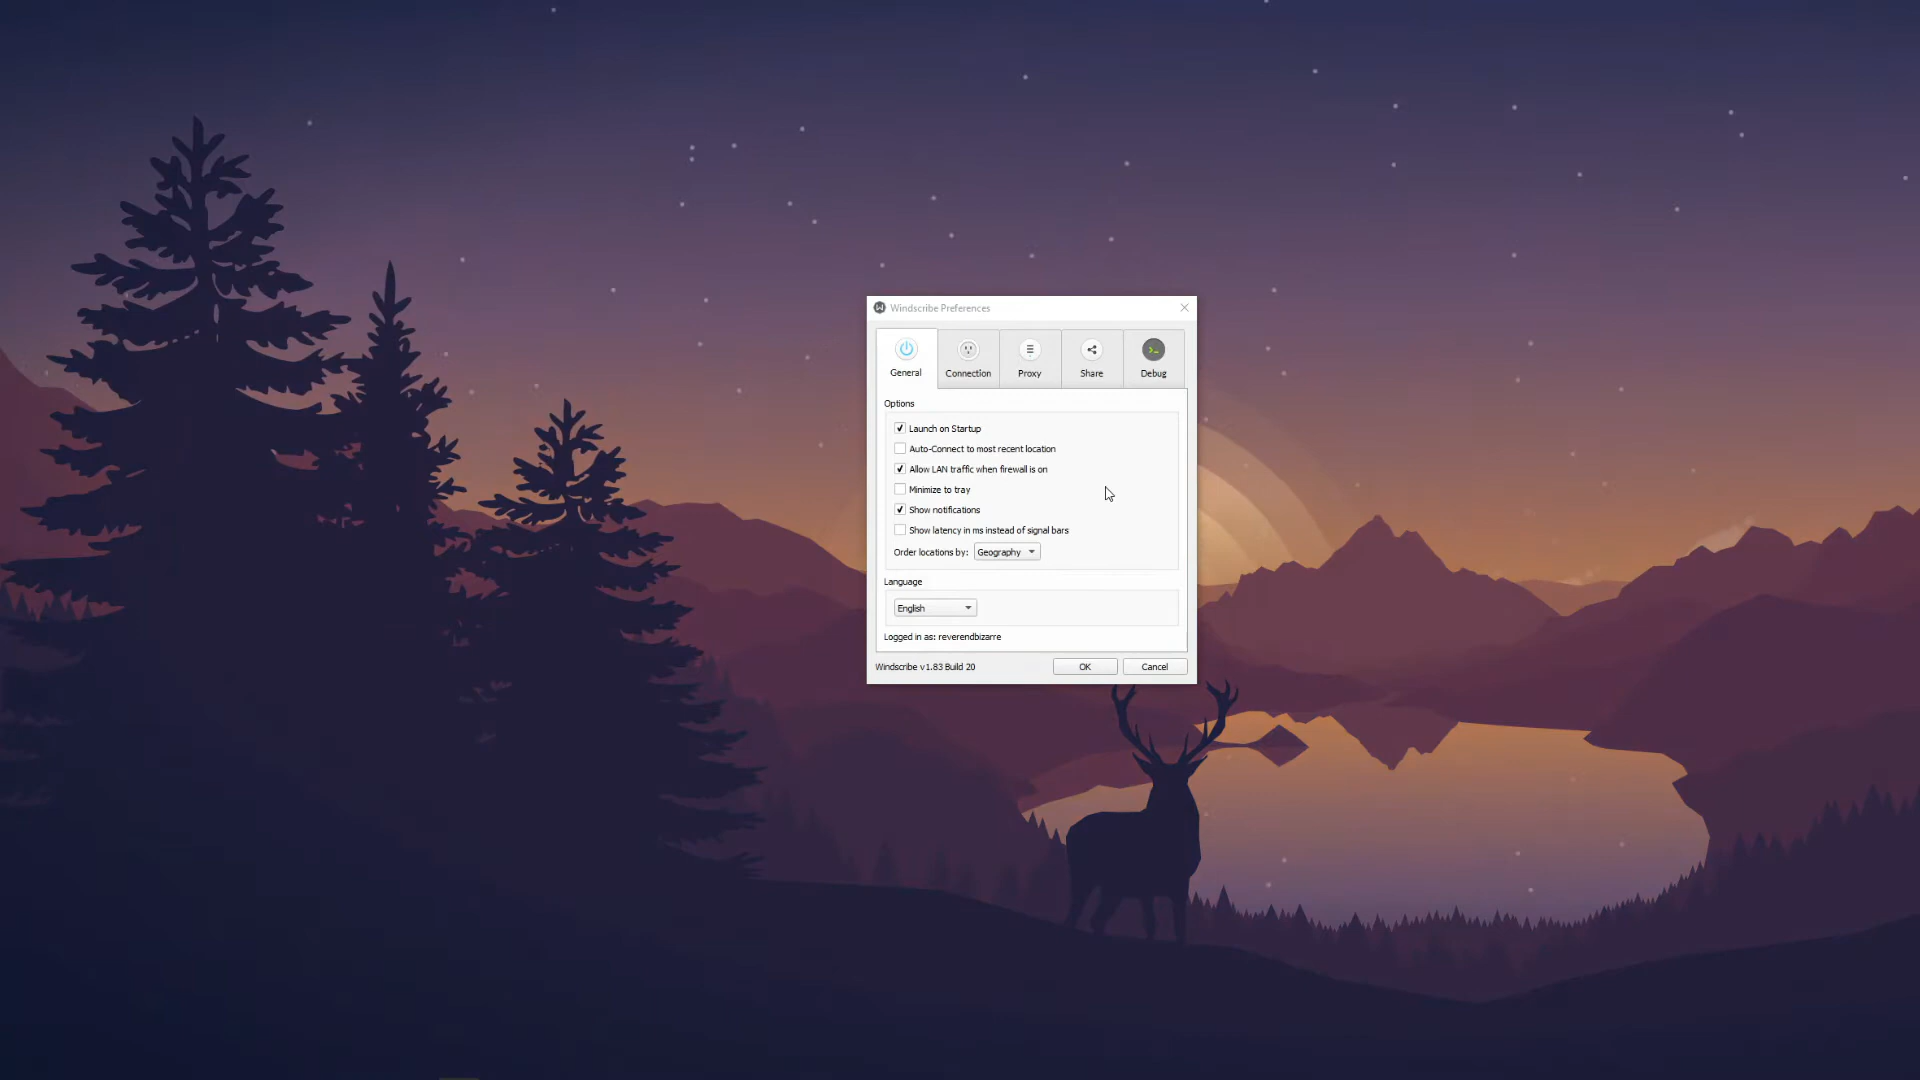 Windscribe Preferences
General
Connection
Proxy
Share
Debug
Options
Launch on Startup
Auto-Connect to most recent location
Allow LAN traffic when firewall is on
Minimize to tray
Show notifications
Show latency in ms instead of signal bars
Order locations by: Geography
Language
English
Logged in as: reverendbizarre
Windscribe v1.83 Build 20
OK
Cancel